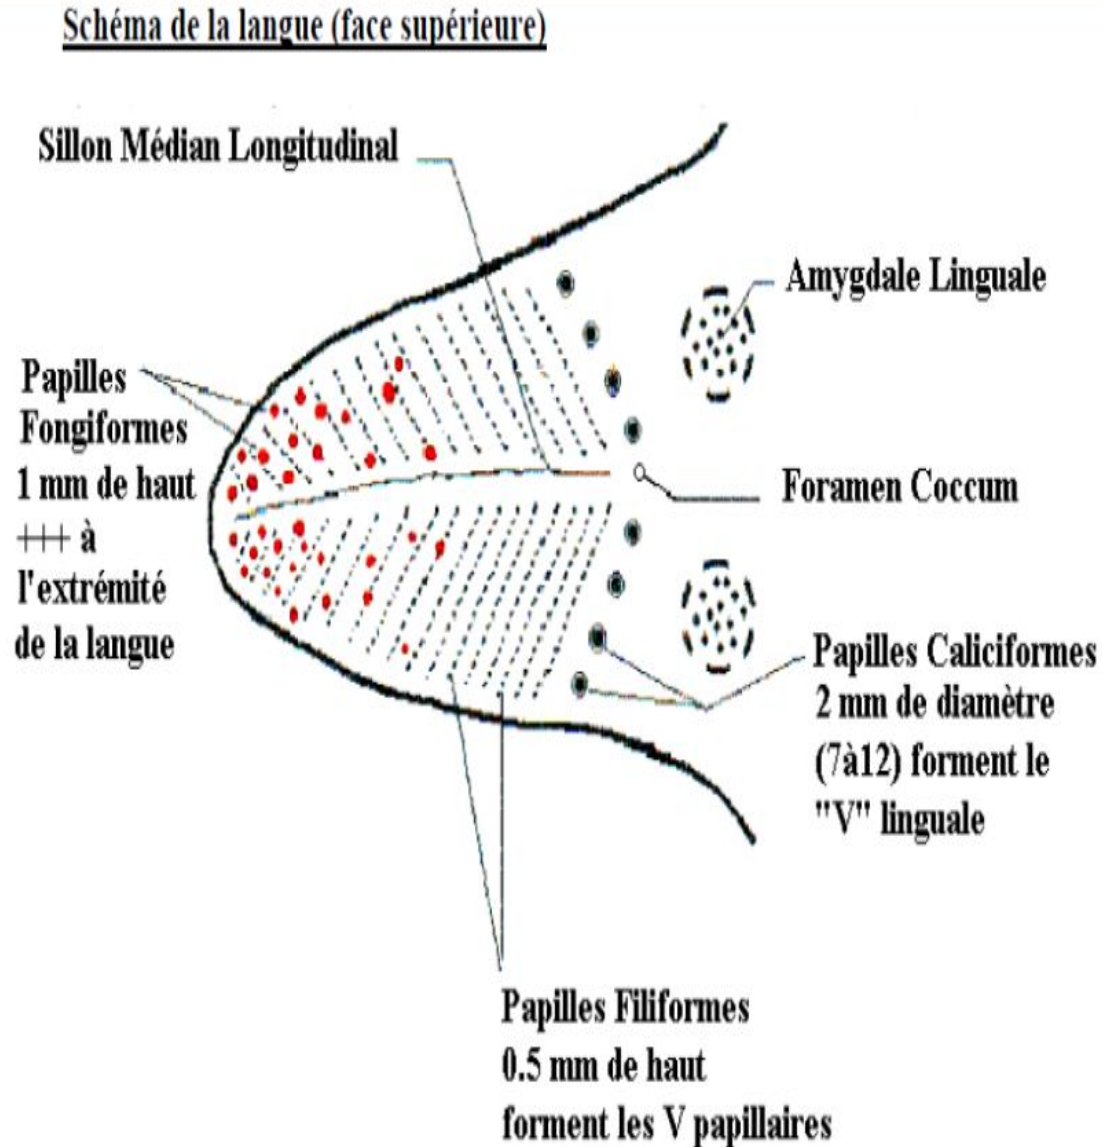 Schéma de la langue (face supérieure)
Sillon Médian Longitudinal
Amygdale Linguale
Papilles
Fongiformes
1 mm de haut
+++ à
l'extrémité
de la langue
Foramen Coccum
Papilles Caliciformes
2 mm de diamètre
(7à12) forment le
"V" linguale
Papilles Filiformes
0.5 mm de haut
forment les V papillaires